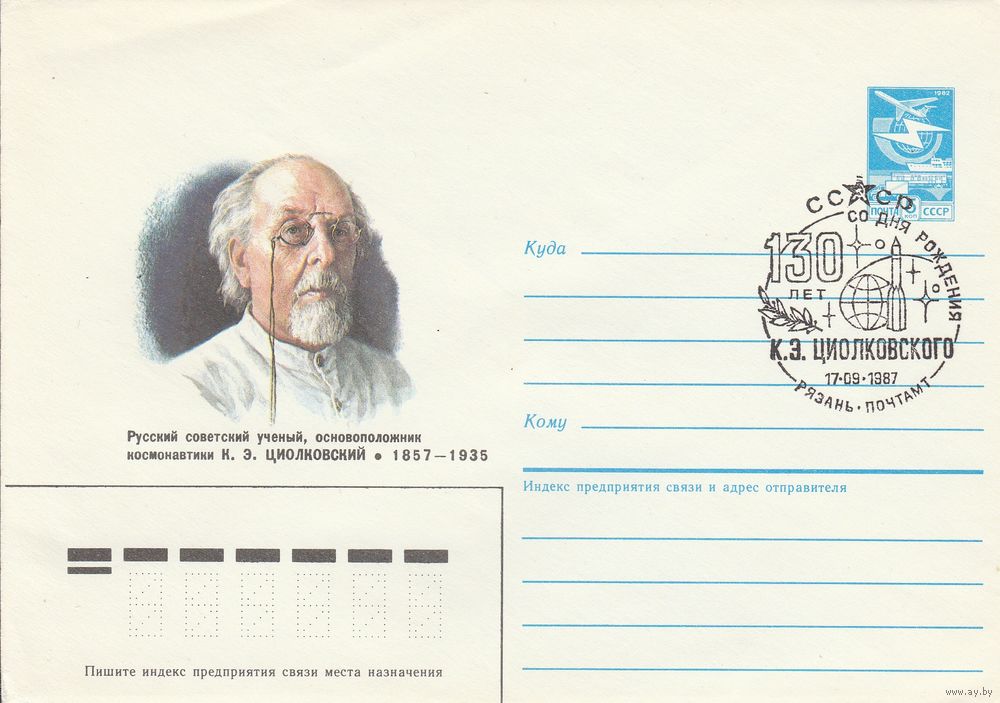 1982
ПОЧТА 5 КОП СССР
СССР
130 ЛЕТ
СО ДНЯ РОЖДЕНИЯ
К.Э. ЦИОЛКОВСКОГО
17·09·1987
РЯЗАНЬ·ПОЧТАМТ
Куда
Кому
Русский советский ученый, основоположник
космонавтики К. Э. ЦИОЛКОВСКИЙ • 1857—1935
Индекс предприятия связи и адрес отправителя
Пишите индекс предприятия связи места назначения
www.ay.by